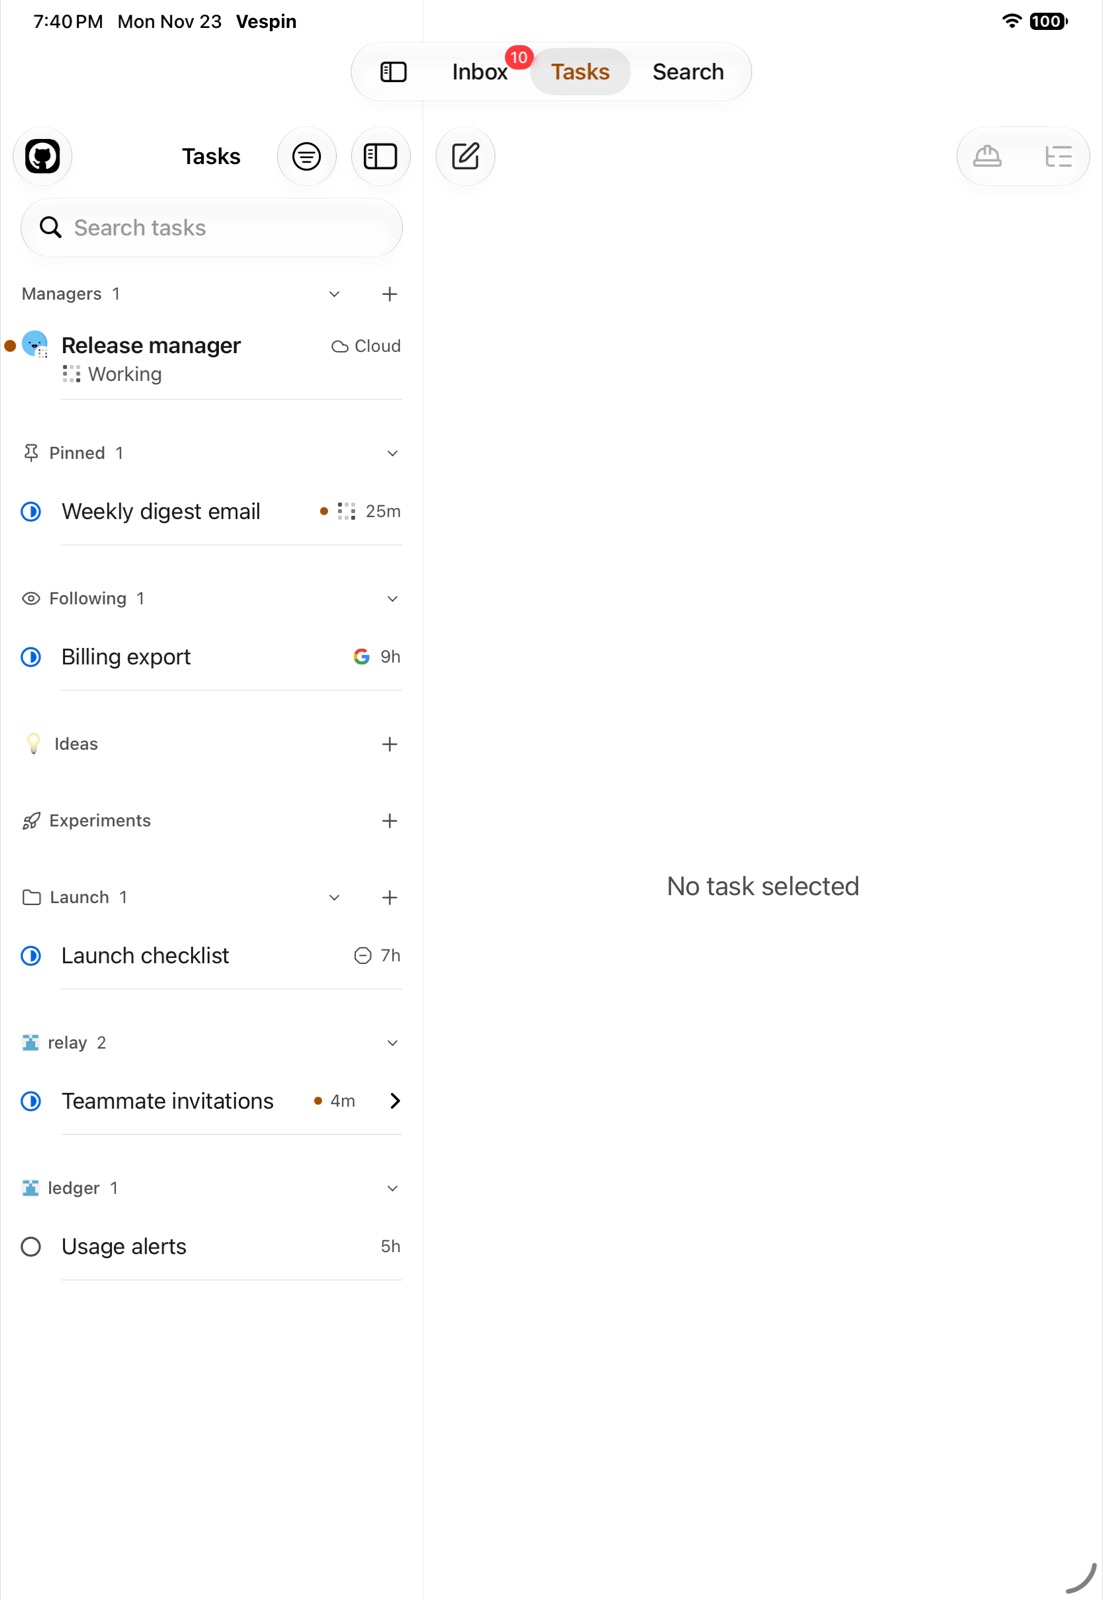 7:40 PM Mon Nov 23 Vespin
100
Inbox 10 Tasks Search
Tasks
Search tasks
Managers 1
Release manager Cloud
Working
Pinned 1
Weekly digest email 25m
Following 1
Billing export 9h
Ideas
Experiments
Launch 1
Launch checklist 7h
relay 2
Teammate invitations 4m
ledger 1
Usage alerts 5h
No task selected